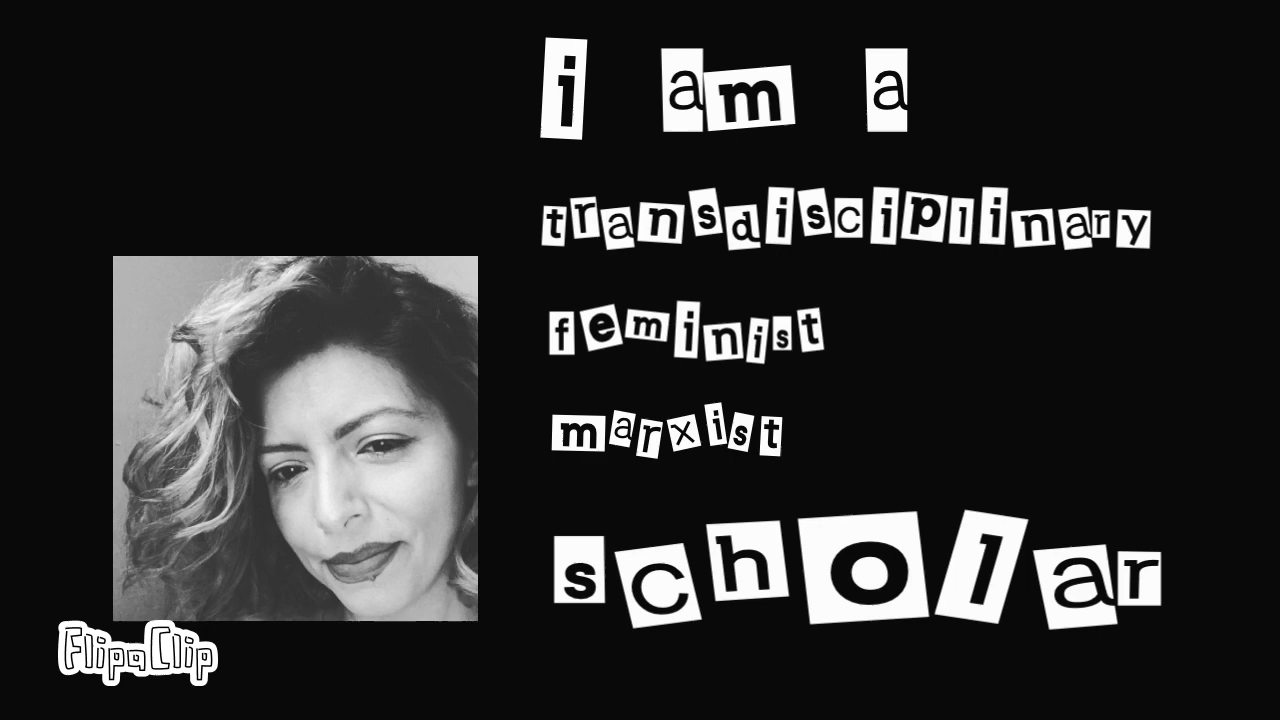 i am a
transdisciplinary
feminist
marxist
scholar
FlipaClip